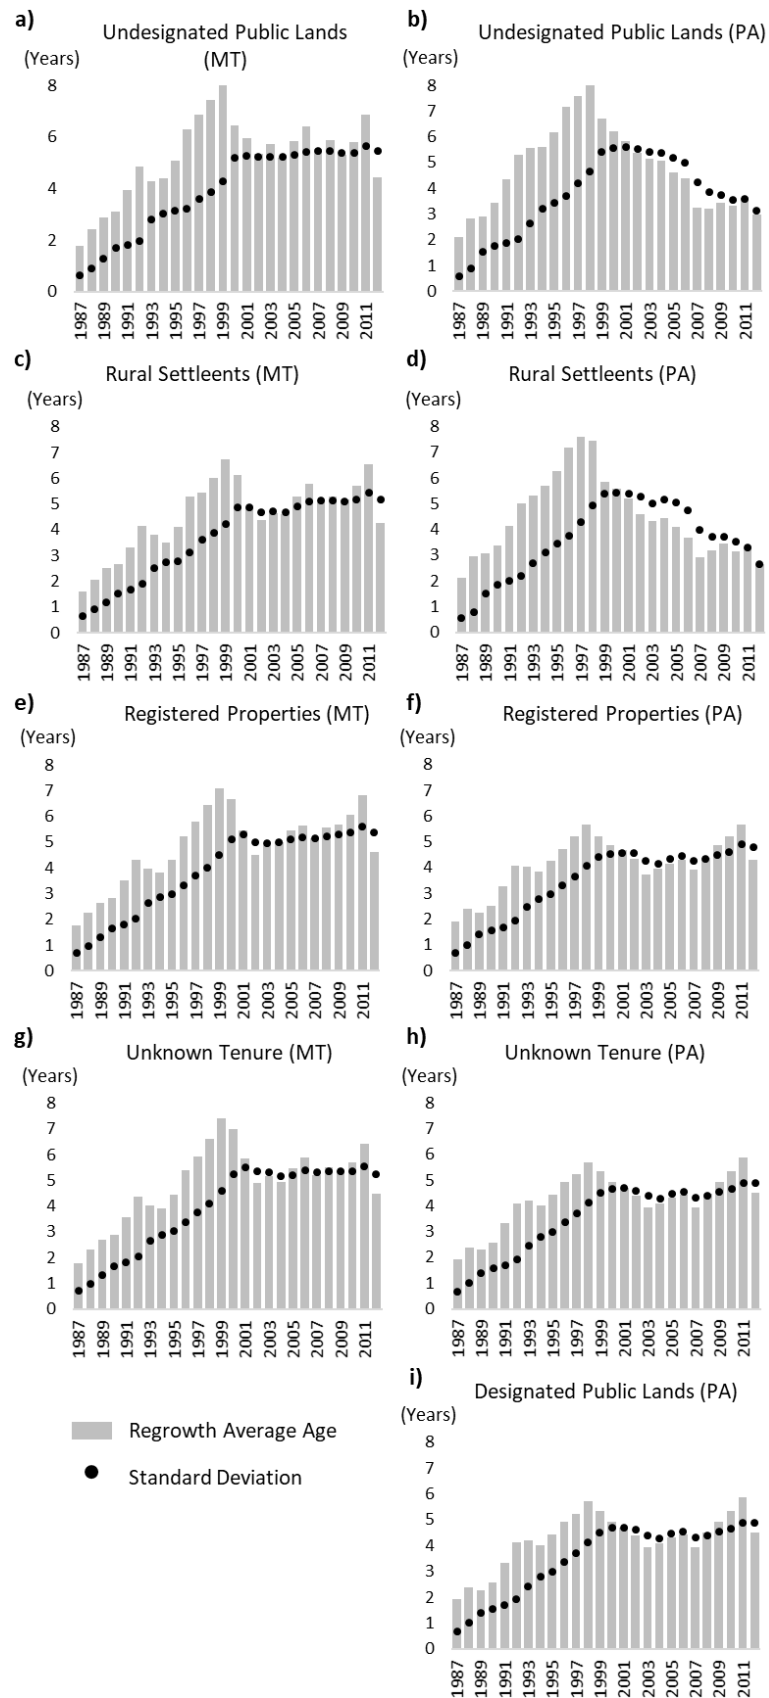 a)
Undesignated Public Lands
(MT)
(Years)
8
6
4
2
0
1987 1989 1991 1993 1995 1997 1999 2001 2003 2005 2007 2009 2011
b)
Undesignated Public Lands (PA)
(Years)
8
7
6
5
4
3
2
1
0
1987 1989 1991 1993 1995 1997 1999 2001 2003 2005 2007 2009 2011
c)
Rural Settleents (MT)
(Years)
8
7
6
5
4
3
2
1
0
1987 1989 1991 1993 1995 1997 1999 2001 2003 2005 2007 2009 2011
d)
Rural Settleents (PA)
(Years)
8
7
6
5
4
3
2
1
0
1987 1989 1991 1993 1995 1997 1999 2001 2003 2005 2007 2009 2011
e)
Registered Properties (MT)
(Years)
8
7
6
5
4
3
2
1
0
1987 1989 1991 1993 1995 1997 1999 2001 2003 2005 2007 2009 2011
f)
Registered Properties (PA)
(Years)
8
7
6
5
4
3
2
1
0
1987 1989 1991 1993 1995 1997 1999 2001 2003 2005 2007 2009 2011
g)
Unknown Tenure (MT)
(Years)
8
7
6
5
4
3
2
1
0
1987 1989 1991 1993 1995 1997 1999 2001 2003 2005 2007 2009 2011
h)
Unknown Tenure (PA)
(Years)
8
7
6
5
4
3
2
1
0
1987 1989 1991 1993 1995 1997 1999 2001 2003 2005 2007 2009 2011
Regrowth Average Age
Standard Deviation
i)
Designated Public Lands (PA)
(Years)
8
7
6
5
4
3
2
1
0
1987 1989 1991 1993 1995 1997 1999 2001 2003 2005 2007 2009 2011